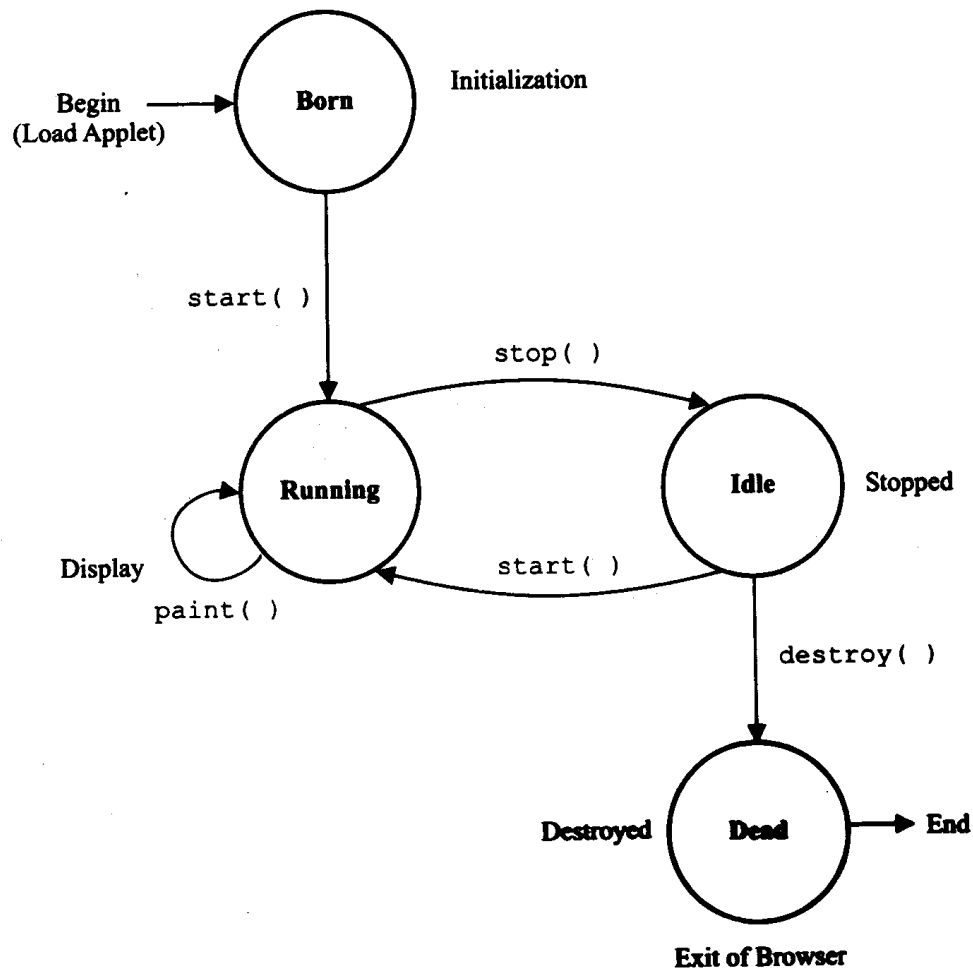 Initialization
Born
Begin
(Load Applet)
start( )
stop( )
Running
Idle
Stopped
start( )
Display
paint( )
destroy( )
Destroyed
Dead
End
Exit of Browser